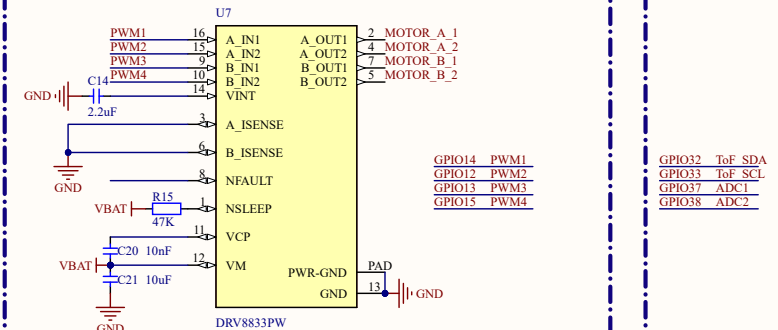 U7
PWM1 16 A_IN1 A_OUT1 2 MOTOR_A_1
PWM2 15 A_IN2 A_OUT2 4 MOTOR_A_2
PWM3 9 B_IN1 B_OUT1 7 MOTOR_B_1
PWM4 10 B_IN2 B_OUT2 5 MOTOR_B_2
C14
GND 14 VINT
2.2uF
3 A_ISENSE
6 B_ISENSE
GND
8 NFAULT
R15
VBAT 1 NSLEEP
47K
11 VCP
C20 10nF
VBAT 12 VM
C21 10uF
GND
PWR-GND PAD
GND 13 GND
DRV8833PW
GPIO14 PWM1
GPIO12 PWM2
GPIO13 PWM3
GPIO15 PWM4
GPIO32 ToF_SDA
GPIO33 ToF_SCL
GPIO37 ADC1
GPIO38 ADC2